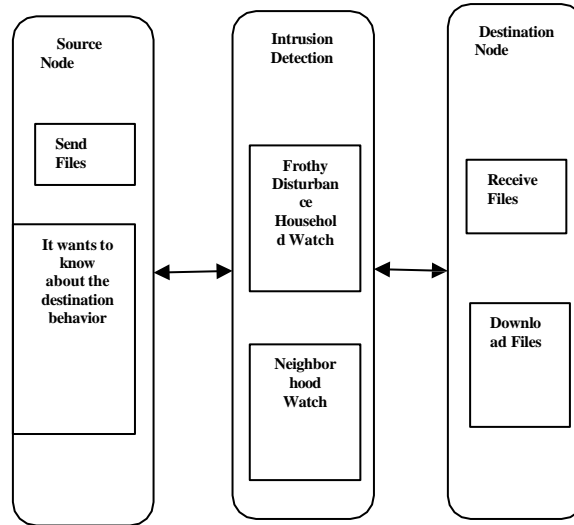 Source
Node
Send
Files
It wants to
know
about the
destination
behavior
Intrusion
Detection
Frothy
Disturban
ce
Househol
d Watch
Neighbor
hood
Watch
Destination
Node
Receive
Files
Downlo
ad Files